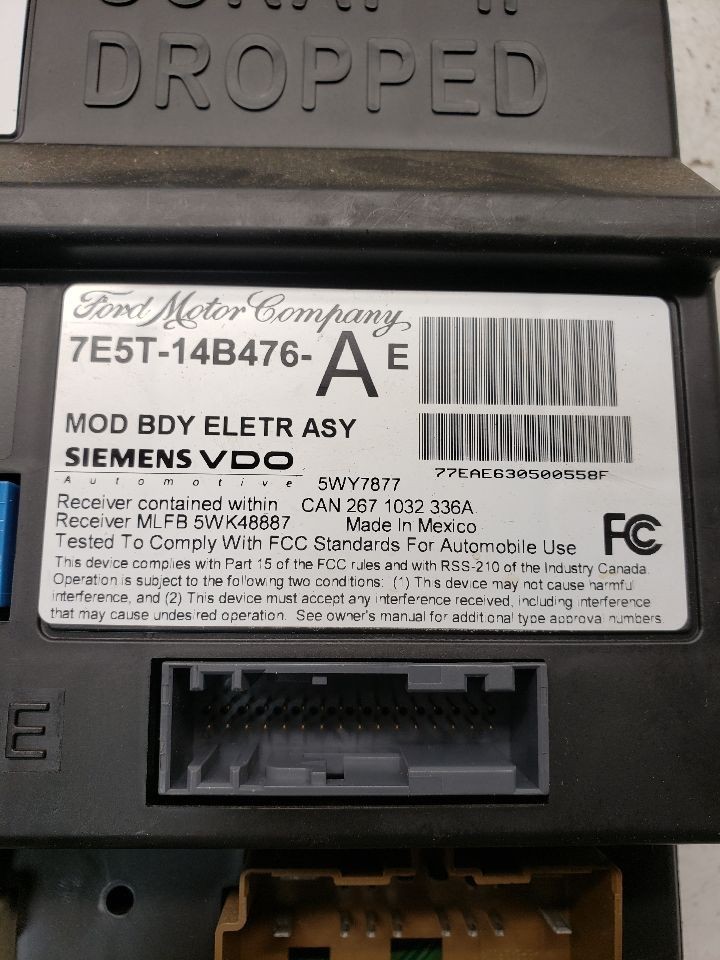 SCRAP IF
DROPPED
Ford Motor Company
7E5T-14B476-AE
MOD BDY ELETR ASY
SIEMENS VDO
Automotive 5WY7877
77EAE630500558F
Receiver contained within CAN 267 1032 336A
Receiver MLFB 5WK48887 Made In Mexico
FC
Tested To Comply With FCC Standards For Automobile Use
This device complies with Part 15 of the FCC rules and with RSS-210 of the Industry Canada.
Operation is subject to the following two conditions: (1) This device may not cause harmful
interference, and (2) This device must accept any interference received, including interference
that may cause undesired operation. See owner's manual for additional type approval numbers
E